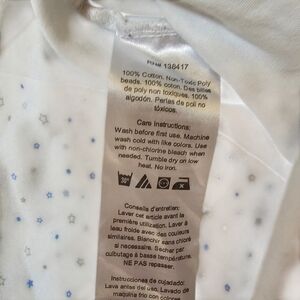 RN# 138417
100% Cotton. Non-Toxic Poly
beads. 100% coton. Des billes
de poly non toxiques. 100%
algodón. Perlas de poli no
tóxicos.
Care Instructions:
Wash before first use. Machine
wash cold with like colors. Use
with non-chlorine bleach when
needed. Tumble dry on low
heat. No Iron.
Conseils d'entretien:
Laver cet article avant la
première utilisation. Laver à
l'eau froide avec des couleurs
similaires. Blanchir sans chlore
si nécessaire. Sécher par
culbutage à basse température.
NE PAS repasser.
Instrucciones de cuidado:
Lava antes del uso. Lavado de
maquina frio con colores